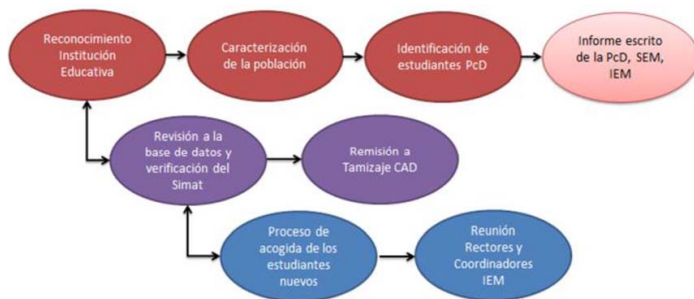 Reconocimiento
Institución
Educativa
Caracterización
de la población
Identificación de
estudiantes PcD
Informe escrito
de la PcD, SEM,
IEM
Revisión a la
base de datos y
verificación del
Simat
Remisión a
Tamizaje CAD
Proceso de
acogida de los
estudiantes
nuevos
Reunión
Rectores y
Coordinadores
IEM